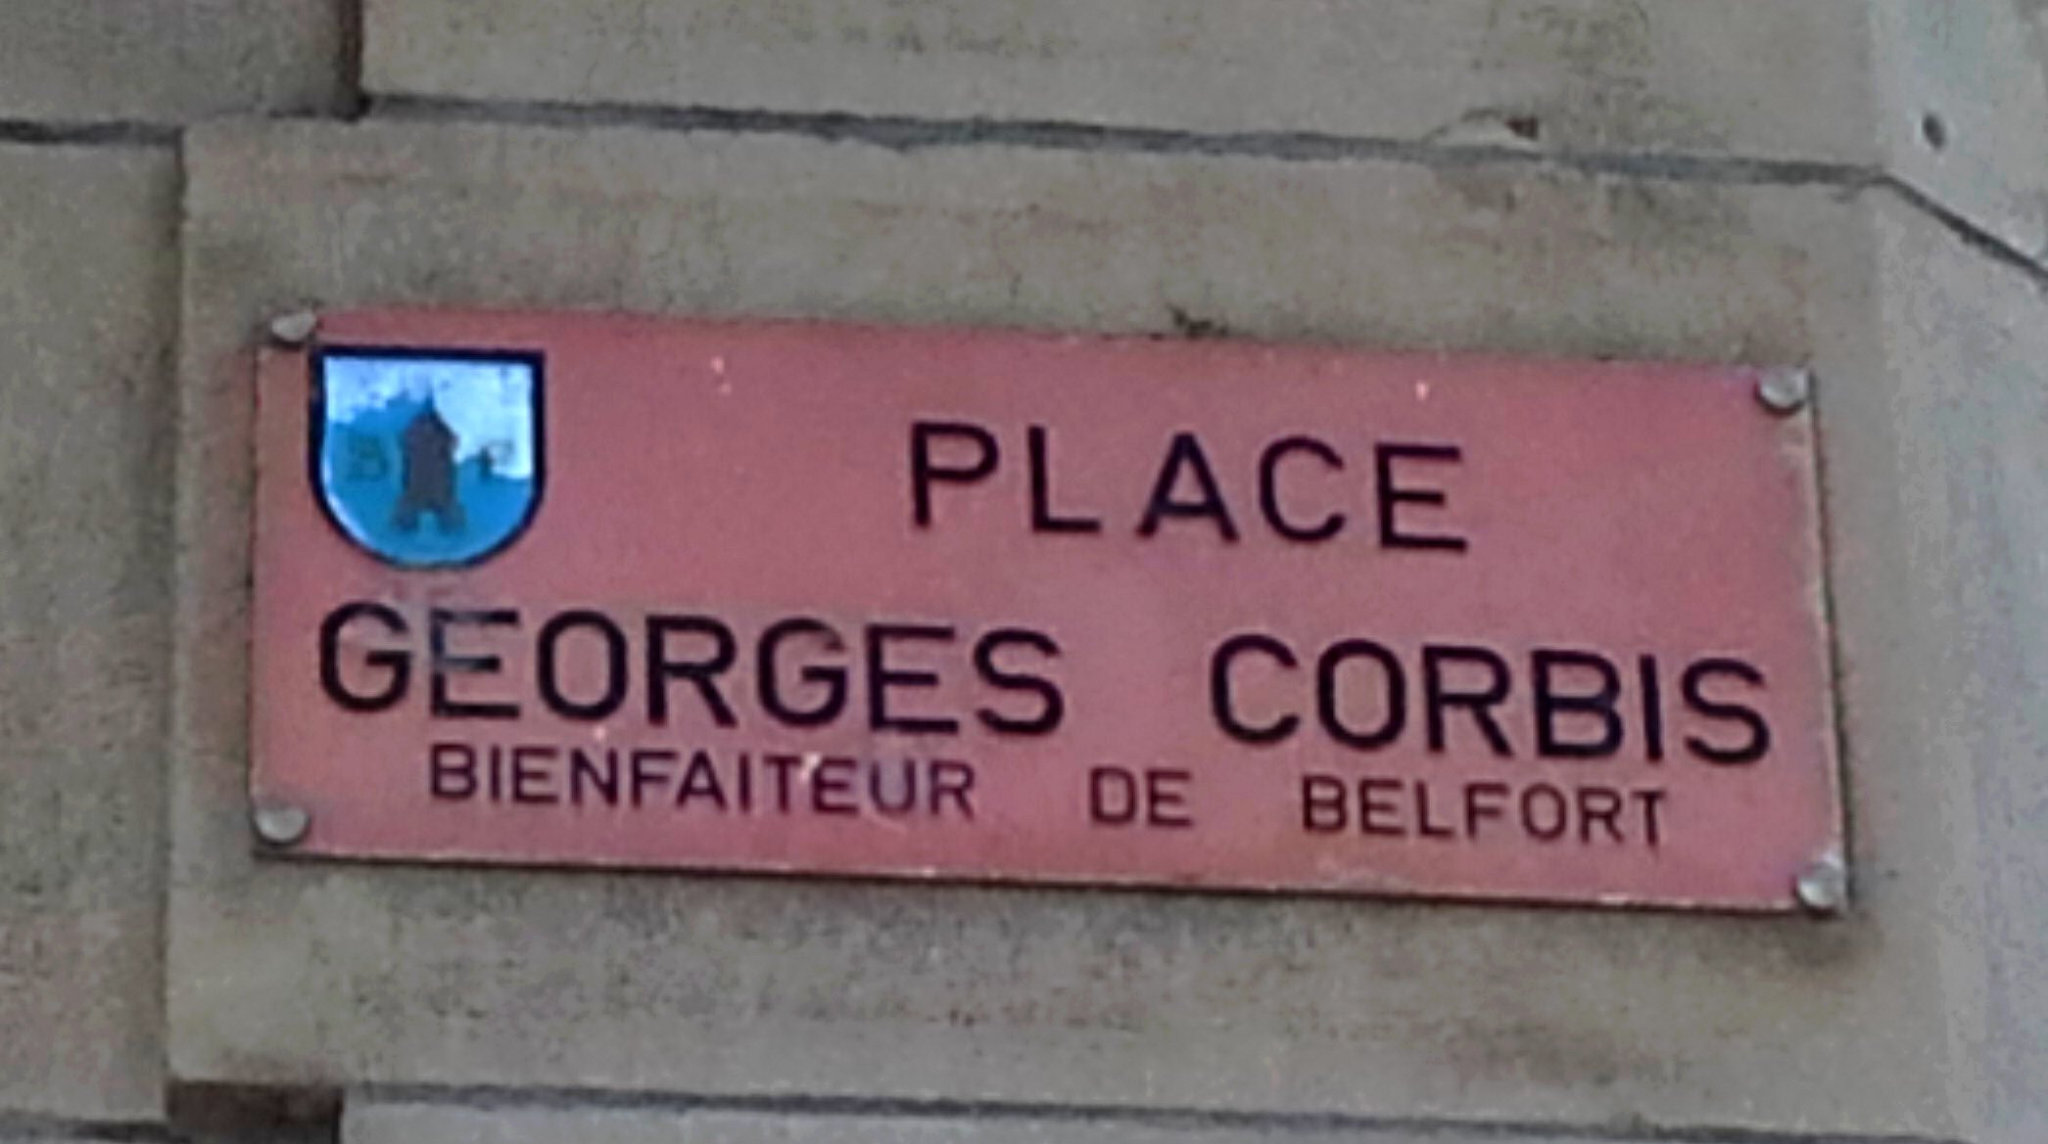 B F
PLACE
GEORGES CORBIS
BIENFAITEUR DE BELFORT